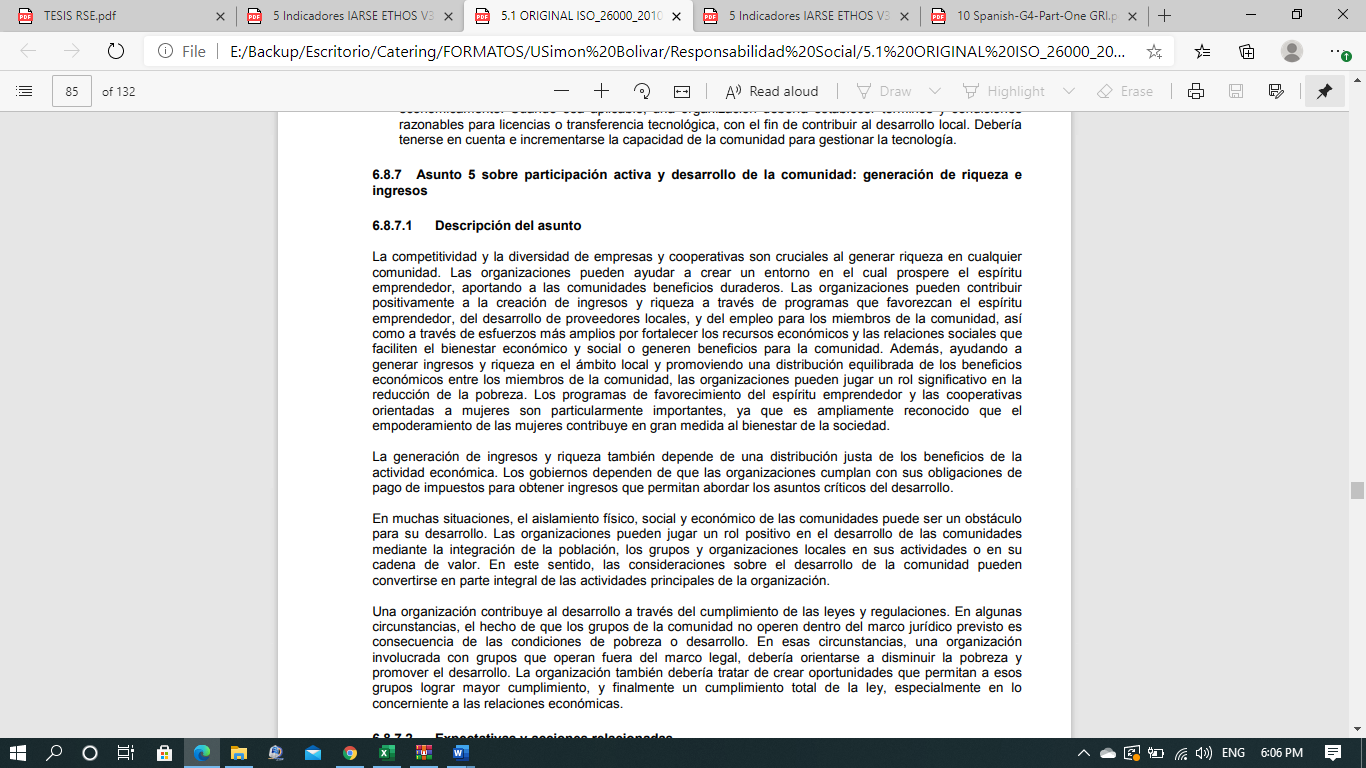 TESIS RSE.pdf
5 Indicadores IARSE ETHOS V3
5.1 ORIGINAL ISO_26000_2010
5 Indicadores IARSE ETHOS V3
10 Spanish-G4-Part-One GRI.p
File
E:/Backup/Escritorio/Catering/FORMATOS/USimon%20Bolivar/Responsabilidad%20Social/5.1%20ORIGINAL%20ISO_26000_20...
85 of 132
Read aloud
Draw
Highlight
Erase
razonables para licencias o transferencia tecnológica, con el fin de contribuir al desarrollo local. Debería
tenerse en cuenta e incrementarse la capacidad de la comunidad para gestionar la tecnología.
6.8.7 Asunto 5 sobre participación activa y desarrollo de la comunidad: generación de riqueza e
ingresos
6.8.7.1 Descripción del asunto
La competitividad y la diversidad de empresas y cooperativas son cruciales al generar riqueza en cualquier
comunidad. Las organizaciones pueden ayudar a crear un entorno en el cual prospere el espíritu
emprendedor, aportando a las comunidades beneficios duraderos. Las organizaciones pueden contribuir
positivamente a la creación de ingresos y riqueza a través de programas que favorezcan el espíritu
emprendedor, del desarrollo de proveedores locales, y del empleo para los miembros de la comunidad, así
como a través de esfuerzos más amplios por fortalecer los recursos económicos y las relaciones sociales que
faciliten el bienestar económico y social o generen beneficios para la comunidad. Además, ayudando a
generar ingresos y riqueza en el ámbito local y promoviendo una distribución equilibrada de los beneficios
económicos entre los miembros de la comunidad, las organizaciones pueden jugar un rol significativo en la
reducción de la pobreza. Los programas de favorecimiento del espíritu emprendedor y las cooperativas
orientadas a mujeres son particularmente importantes, ya que es ampliamente reconocido que el
empoderamiento de las mujeres contribuye en gran medida al bienestar de la sociedad.
La generación de ingresos y riqueza también depende de una distribución justa de los beneficios de la
actividad económica. Los gobiernos dependen de que las organizaciones cumplan con sus obligaciones de
pago de impuestos para obtener ingresos que permitan abordar los asuntos críticos del desarrollo.
En muchas situaciones, el aislamiento físico, social y económico de las comunidades puede ser un obstáculo
para su desarrollo. Las organizaciones pueden jugar un rol positivo en el desarrollo de las comunidades
mediante la integración de la población, los grupos y organizaciones locales en sus actividades o en su
cadena de valor. En este sentido, las consideraciones sobre el desarrollo de la comunidad pueden
convertirse en parte integral de las actividades principales de la organización.
Una organización contribuye al desarrollo a través del cumplimiento de las leyes y regulaciones. En algunas
circunstancias, el hecho de que los grupos de la comunidad no operen dentro del marco jurídico previsto es
consecuencia de las condiciones de pobreza o desarrollo. En esas circunstancias, una organización
involucrada con grupos que operan fuera del marco legal, debería orientarse a disminuir la pobreza y
promover el desarrollo. La organización también debería tratar de crear oportunidades que permitan a esos
grupos lograr mayor cumplimiento, y finalmente un cumplimiento total de la ley, especialmente en lo
concerniente a las relaciones económicas.
6.8.7.2 Expectativas y acciones relacionadas
ENG 6:06 PM